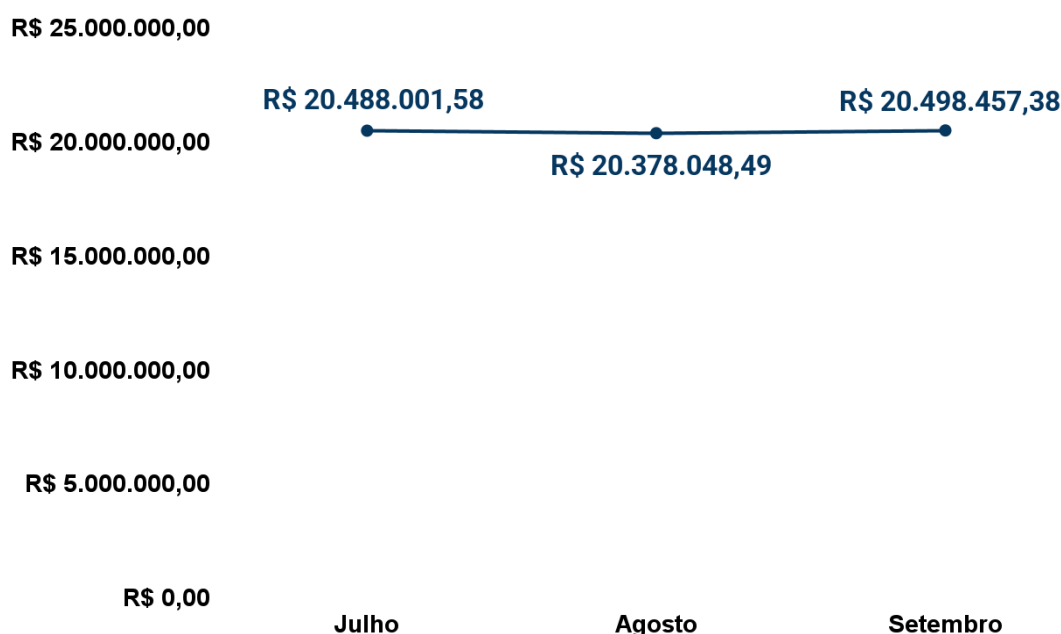 R$ 25.000.000,00
R$ 20.488.001,58
R$ 20.498.457,38
R$ 20.000.000,00
R$ 20.378.048,49
R$ 15.000.000,00
R$ 10.000.000,00
R$ 5.000.000,00
R$ 0,00
Julho Agosto Setembro